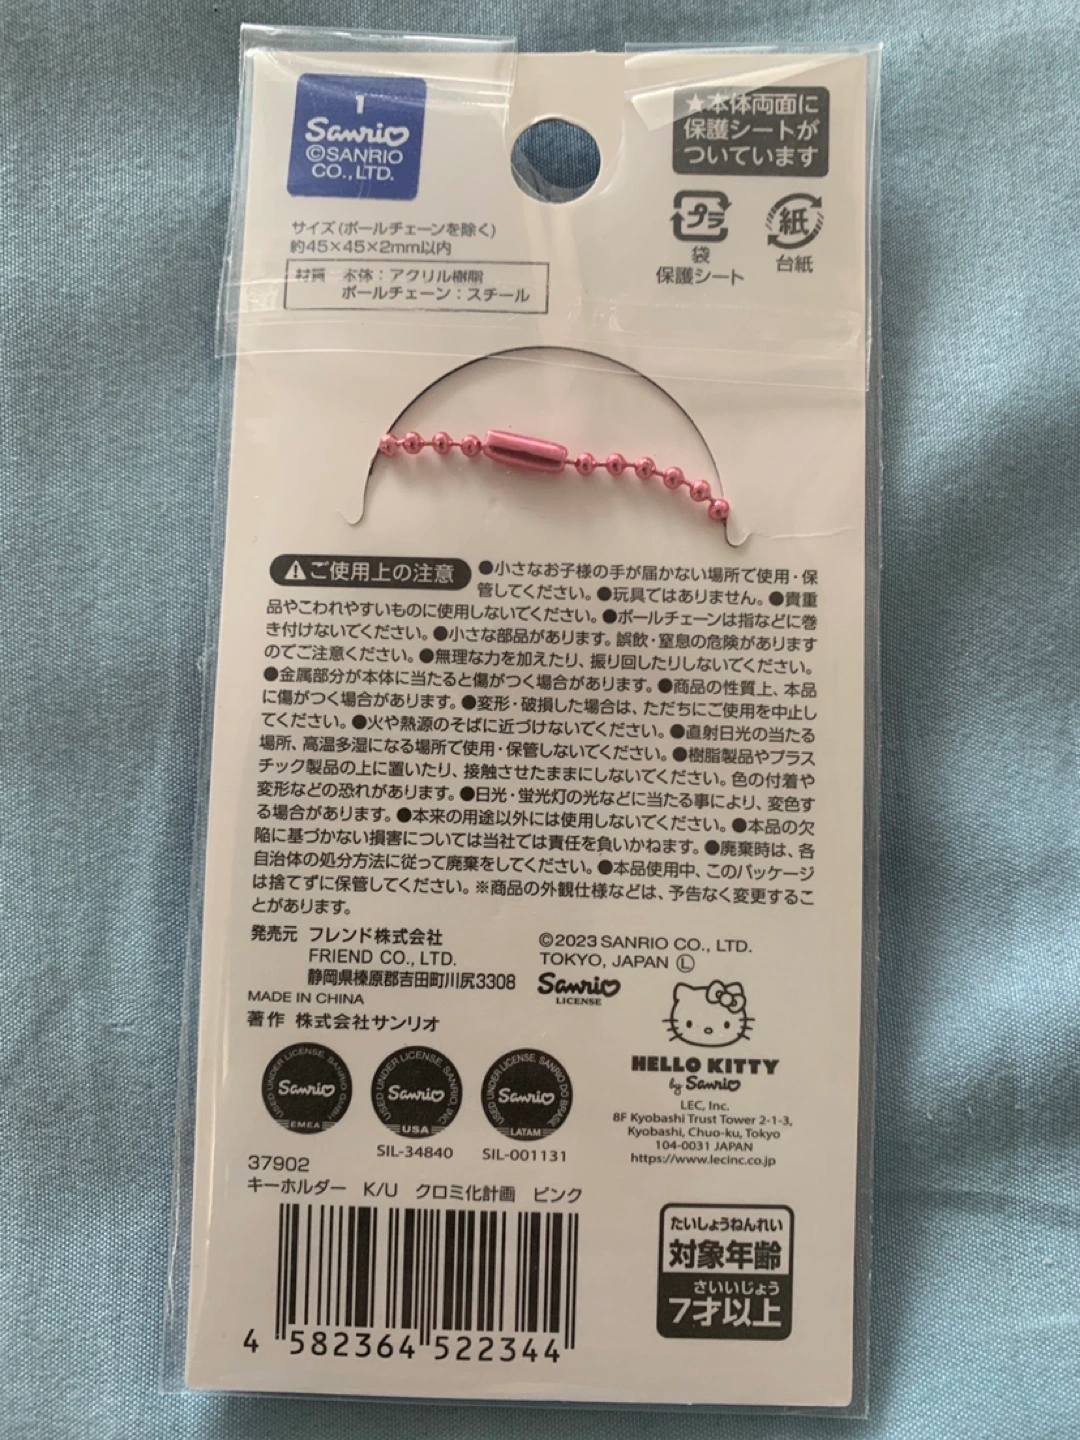 1
Sanrio
©SANRIO
CO.,LTD.
★本体両面に
保護シートが
ついています
サイズ(ボールチェーンを除く)
約45×45×2mm以内
材質 本体：アクリル樹脂
ボールチェーン：スチール
プラ
袋
保護シート
紙
台紙
ご使用上の注意 ●小さなお子様の手が届かない場所で使用・保
管してください。●玩具ではありません。●貴重
品やこわれやすいものに使用しないでください。●ボールチェーンは指などに巻
き付けないでください。●小さな部品があります。誤飲・窒息の危険があります
のでご注意ください。●無理な力を加えたり、振り回したりしないでください。
●金属部分が本体に当たると傷がつく場合があります。●商品の性質上、本品
に傷がつく場合があります。●変形・破損した場合は、ただちにご使用を中止し
てください。●火や熱源のそばに近づけないでください。●直射日光の当たる
場所、高温多湿になる場所で使用・保管しないでください。●樹脂製品やプラス
チック製品の上に置いたり、接触させたままにしないでください。色の付着や
変形などの恐れがあります。●日光・蛍光灯の光などに当たる事により、変色す
る場合があります。●本来の用途以外には使用しないでください。●本品の欠
陥に基づかない損害については当社では責任を負いかねます。●廃棄時は、各
自治体の処分方法に従って廃棄をしてください。●本品使用中、このパッケージ
は捨てずに保管してください。※商品の外観仕様などは、予告なく変更するこ
とがあります。
発売元 フレンド株式会社
FRIEND CO., LTD.
静岡県榛原郡吉田町川尻3308
MADE IN CHINA
著作 株式会社サンリオ
©2023 SANRIO CO., LTD.
TOKYO, JAPAN Ⓛ
Sanrio
LICENSE
HELLO KITTY
by Sanrio
LEC, Inc.
8F Kyobashi Trust Tower 2-1-3,
Kyobashi, Chuo-ku, Tokyo
104-0031 JAPAN
https://www.lecinc.co.jp
USED UNDER LICENSE. SANRIO GMBH
Sanrio
EMEA
USED UNDER LICENSE. SANRIO, INC.
Sanrio
USA
SIL-34840
USED UNDER LICENSE. SANRIO DO BRASIL
Sanrio
LATAM
SIL-001131
37902
キーホルダー K/U クロミ化計画 ピンク
4 582364 522344
たいしょうねんれい
対象年齢
さいいじょう
7才以上